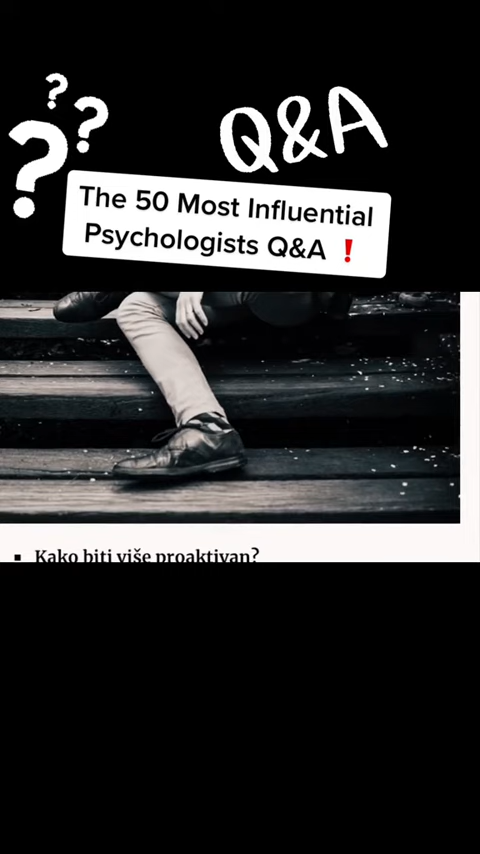 ? ? ?
Q&A
The 50 Most Influential
Psychologists Q&A ❗
▪ Kako biti više proaktivan?